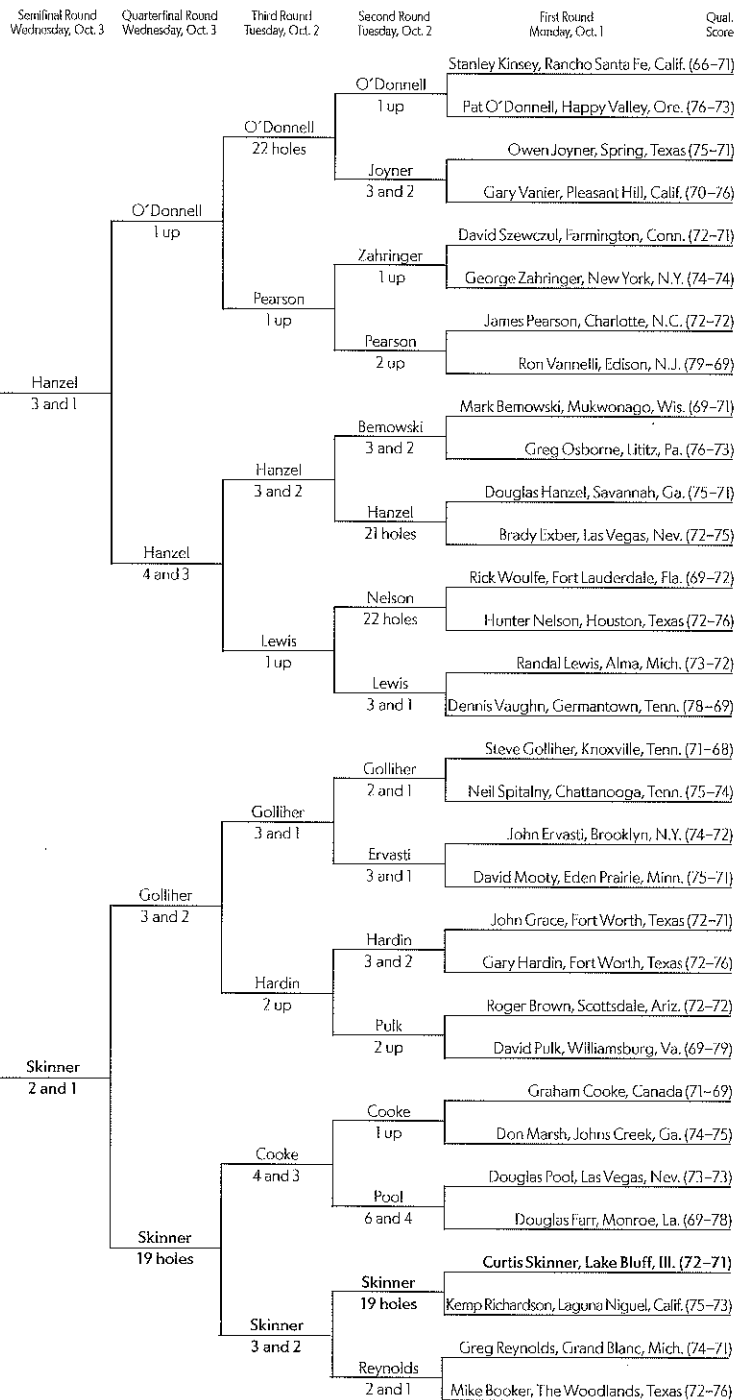 Semifinal Round Quarterfinal Round Third Round Second Round First Round Qual.
Wednesday, Oct. 3 Wednesday, Oct. 3 Tuesday, Oct. 2 Tuesday, Oct. 2 Monday, Oct. 1 Score
Stanley Kinsey, Rancho Santa Fe, Calif. (66-71)
O'Donnell
1 up
Pat O'Donnell, Happy Valley, Ore. (76-73)
O'Donnell
22 holes
Owen Joyner, Spring, Texas (75-71)
Joyner
3 and 2
Gary Vanier, Pleasant Hill, Calif. (70-76)
O'Donnell
1 up
David Szewczul, Farmington, Conn. (72-71)
Zahringer
1 up
George Zahringer, New York, N.Y. (74-74)
Pearson
1 up
James Pearson, Charlotte, N.C. (72-72)
Pearson
2 up
Ron Vannelli, Edison, N.J. (79-69)
Hanzel
3 and 1
Mark Bemowski, Mukwonago, Wis. (69-71)
Bemowski
3 and 2
Greg Osborne, Lititz, Pa. (76-73)
Hanzel
3 and 2
Douglas Hanzel, Savannah, Ga. (75-71)
Hanzel
21 holes
Brady Exber, Las Vegas, Nev. (72-75)
Hanzel
4 and 3
Rick Woulfe, Fort Lauderdale, Fla. (69-72)
Nelson
22 holes
Hunter Nelson, Houston, Texas (72-76)
Lewis
1 up
Randal Lewis, Alma, Mich. (73-72)
Lewis
3 and 1
Dennis Vaughn, Germantown, Tenn. (78-69)
Steve Golliher, Knoxville, Tenn. (71-68)
Golliher
2 and 1
Neil Spitalny, Chattanooga, Tenn. (75-74)
Golliher
3 and 1
John Ervasti, Brooklyn, N.Y. (74-72)
Ervasti
3 and 1
David Mooty, Eden Prairie, Minn. (75-71)
Golliher
3 and 2
John Grace, Fort Worth, Texas (72-71)
Hardin
3 and 2
Gary Hardin, Fort Worth, Texas (72-76)
Hardin
2 up
Roger Brown, Scottsdale, Ariz. (72-72)
Pulk
2 up
David Pulk, Williamsburg, Va. (69-79)
Skinner
2 and 1
Graham Cooke, Canada (71-69)
Cooke
1 up
Don Marsh, Johns Creek, Ga. (74-75)
Cooke
4 and 3
Douglas Pool, Las Vegas, Nev. (73-73)
Pool
6 and 4
Douglas Farr, Monroe, La. (69-78)
Skinner
19 holes
Curtis Skinner, Lake Bluff, Ill. (72-71)
Skinner
19 holes
Kemp Richardson, Laguna Niguel, Calif. (75-73)
Skinner
3 and 2
Greg Reynolds, Grand Blanc, Mich. (74-71)
Reynolds
2 and 1
Mike Booker, The Woodlands, Texas (72-76)